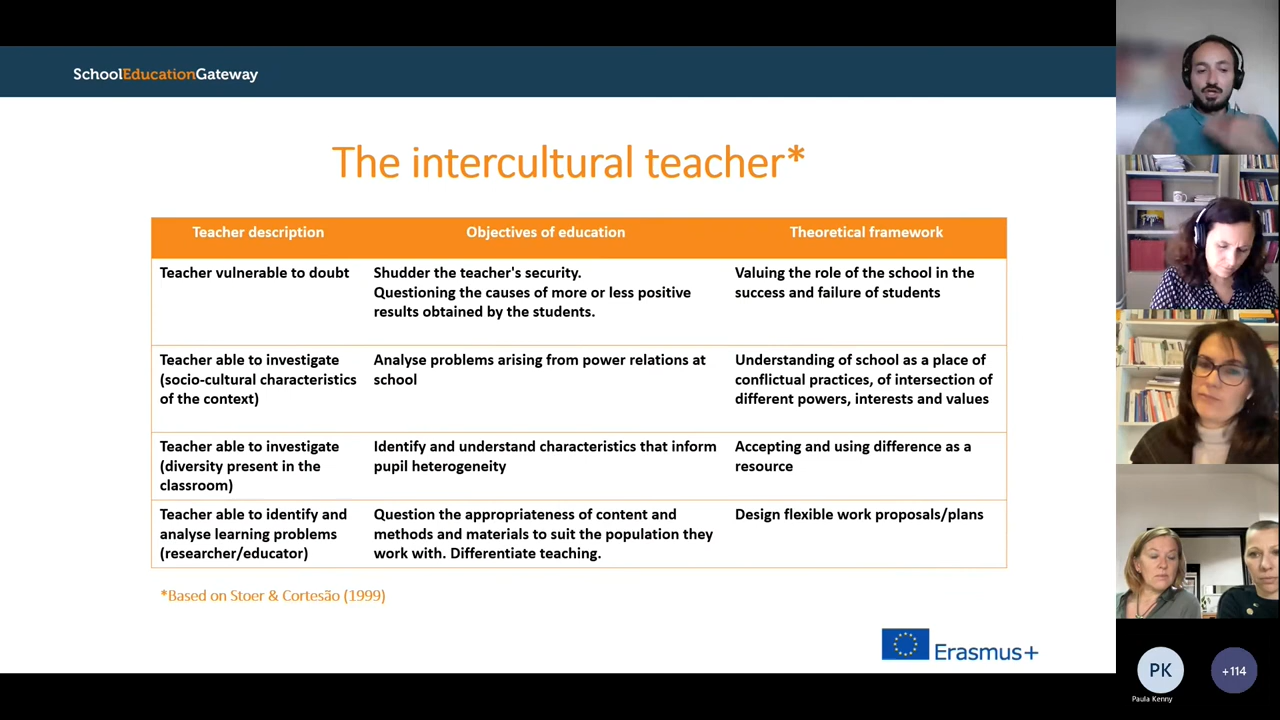 SchoolEducationGateway
The intercultural teacher*
Teacher description
Objectives of education
Theoretical framework
Teacher vulnerable to doubt
Shudder the teacher's security.
Questioning the causes of more or less positive
results obtained by the students.
Valuing the role of the school in the
success and failure of students
Teacher able to investigate
(socio-cultural characteristics
of the context)
Analyse problems arising from power relations at
school
Understanding of school as a place of
conflictual practices, of intersection of
different powers, interests and values
Teacher able to investigate
(diversity present in the
classroom)
Identify and understand characteristics that inform
pupil heterogeneity
Accepting and using difference as a
resource
Teacher able to identify and
analyse learning problems
(researcher/educator)
Question the appropriateness of content and
methods and materials to suit the population they
work with. Differentiate teaching.
Design flexible work proposals/plans
*Based on Stoer & Cortesão (1999)
Erasmus+
PK
Paula Kenny
+114